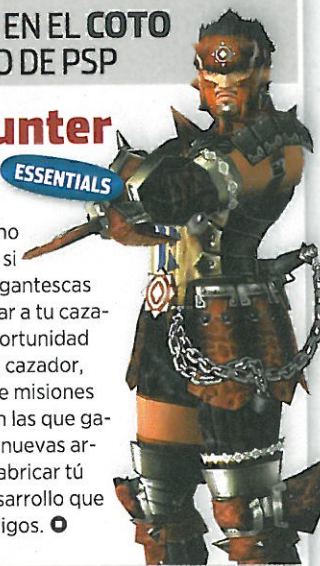 EN EL COTO
O DE PSP
unter
ESSENTIALS
no
si
gantescas
ar a tu caza-
ortunidad
cazador,
e misiones
n las que ga-
nuevas ar-
abricar tú
sarrollo que
igos.